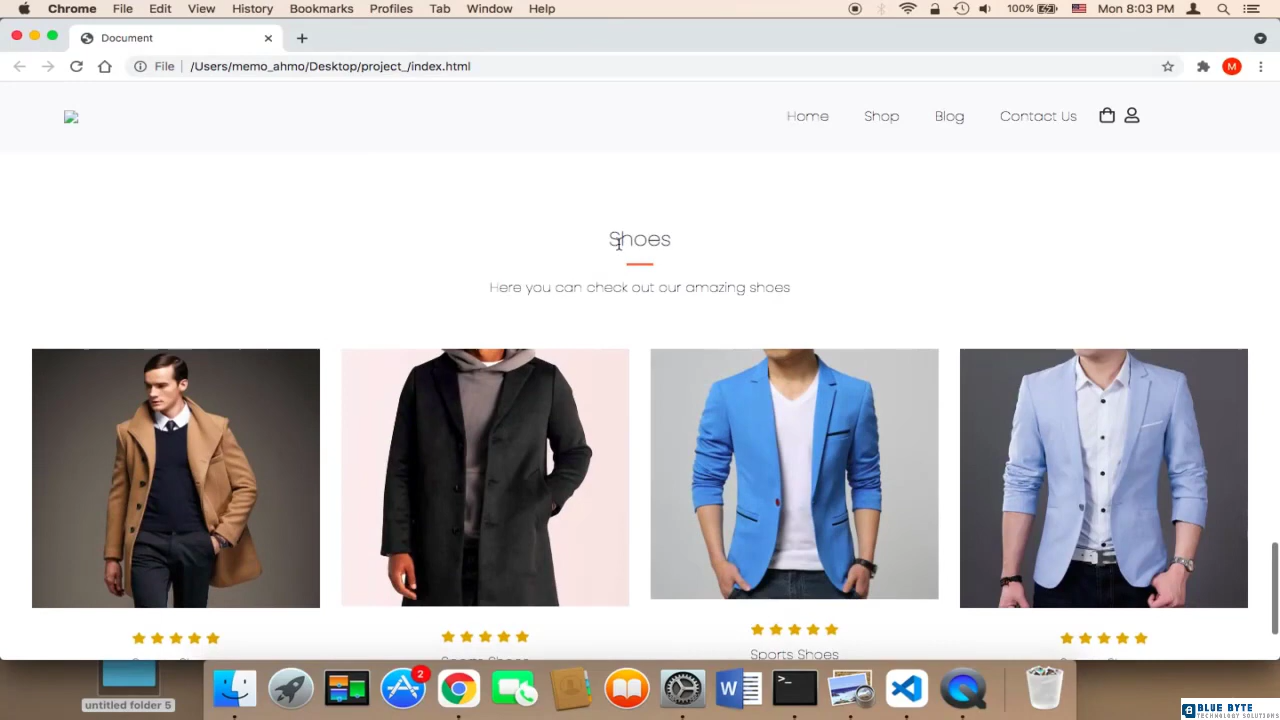 Chrome File Edit View History Bookmarks Profiles Tab Window Help 100% Mon 8:03 PM
Document
File /Users/memo_ahmo/Desktop/project_/index.html M
Home Shop Blog Contact Us
Shoes
Here you can check out our amazing shoes
Sports Shoes
2
untitled folder 5
BLUE BYTE
TECHNOLOGY SOLUTIONS